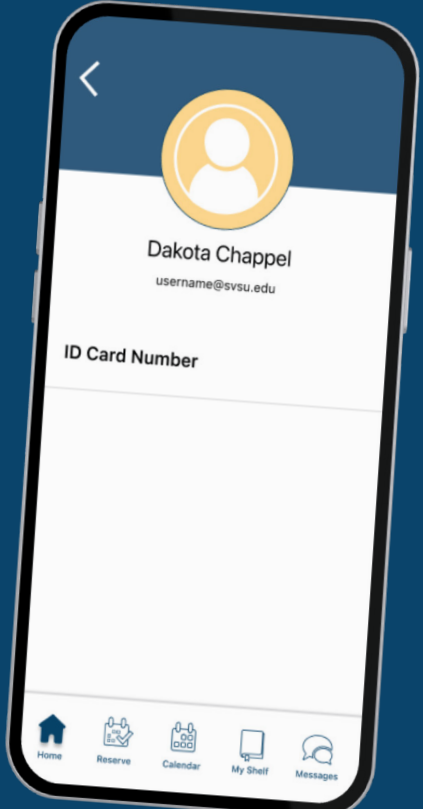 Dakota Chappel
username@svsu.edu
ID Card Number
Home Reserve Calendar My Shelf Messages